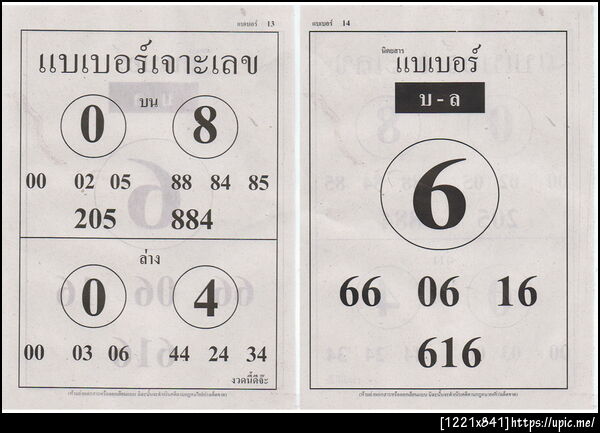 แบเบอร์ 13
แบเบอร์เจาะเลข
บน
0 8
00 02 05 88 84 85
205 884
ล่าง
0 4
00 03 06 44 24 34
งวดนี้ดีจ๊ะ
แบเบอร์ 14
นิตยสาร
แบเบอร์
บ - ล
6
66 06 16
616
[1221x841]https://upic.me/